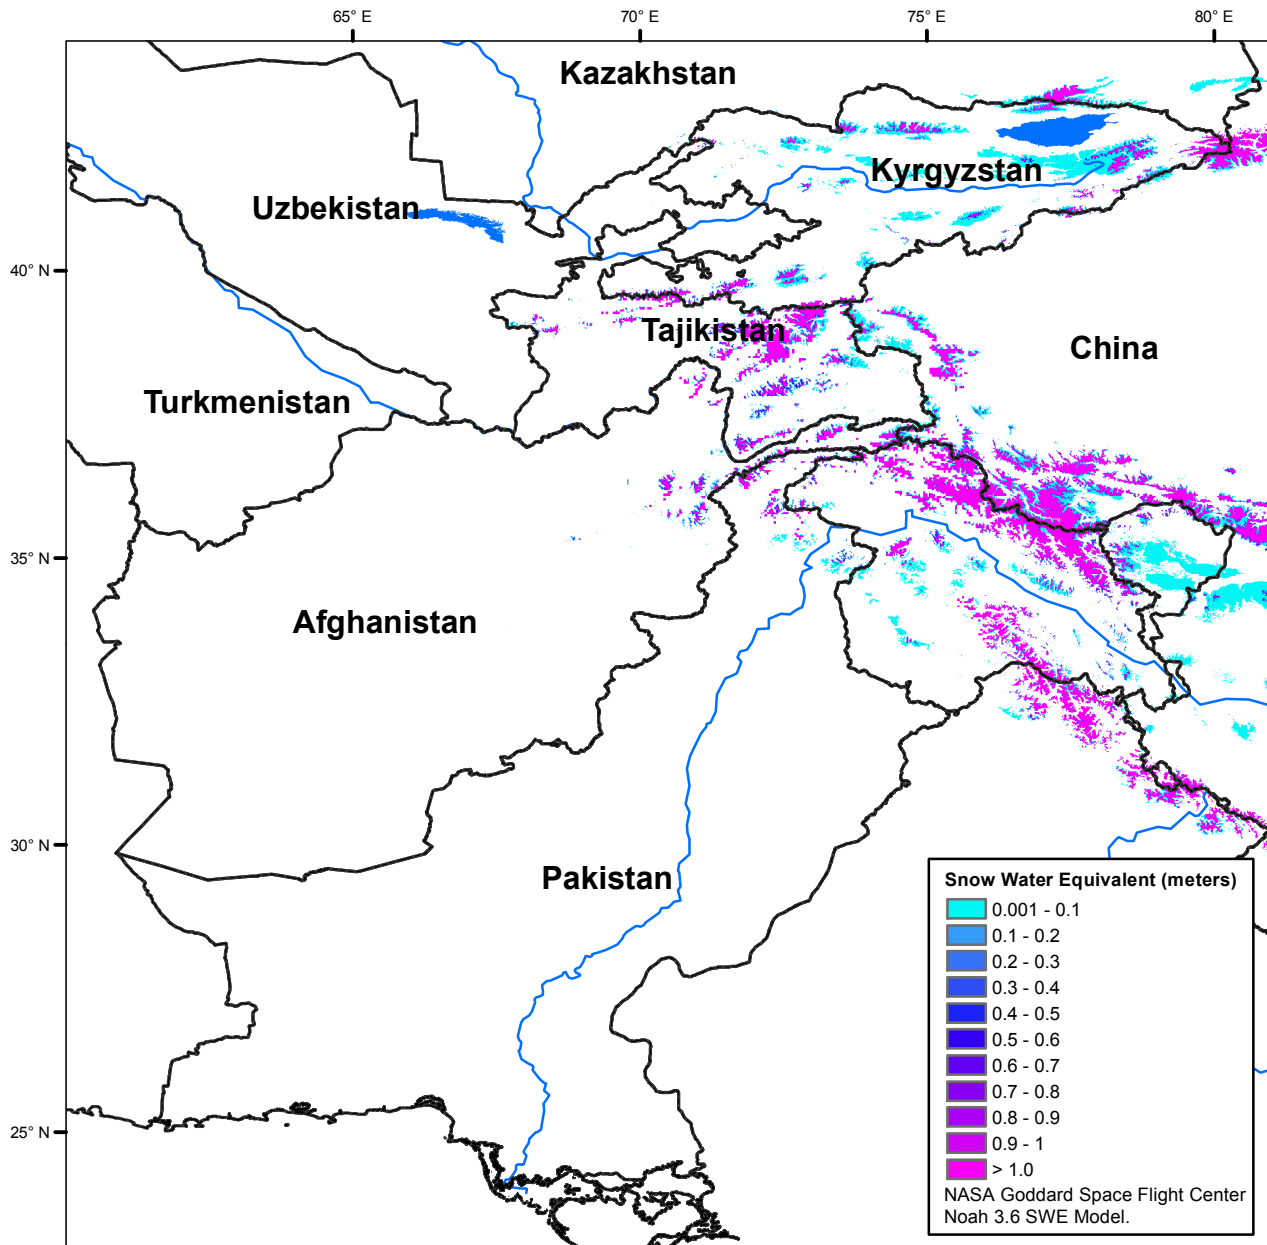 65° E
70° E
75° E
80° E
Kazakhstan
Kyrgyzstan
Uzbekistan
40° N
Tajikistan
China
Turkmenistan
35° N
Afghanistan
30° N
Pakistan
25° N
Snow Water Equivalent (meters)
0.001 - 0.1
0.1 - 0.2
0.2 - 0.3
0.3 - 0.4
0.4 - 0.5
0.5 - 0.6
0.6 - 0.7
0.7 - 0.8
0.8 - 0.9
0.9 - 1
> 1.0
NASA Goddard Space Flight Center
Noah 3.6 SWE Model.